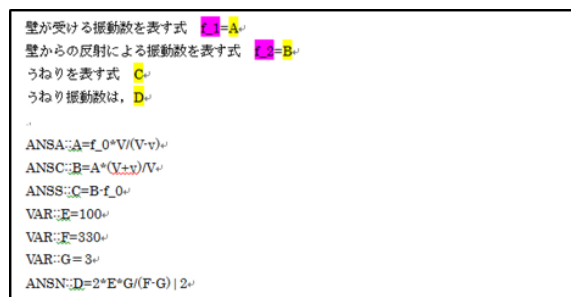 壁が受ける振動数を表す式　f_1=A
壁からの反射による振動数を表す式　f_2=B
うねりを表す式　C
うねり振動数は，D
ANSA::A=f_0*V/(V-v)
ANSC::B=A*(V+v)/V
ANSS::C=B-f_0
VAR::E=100
VAR::F=330
VAR::G＝3
ANSN::D=2*E*G/(F-G)|2